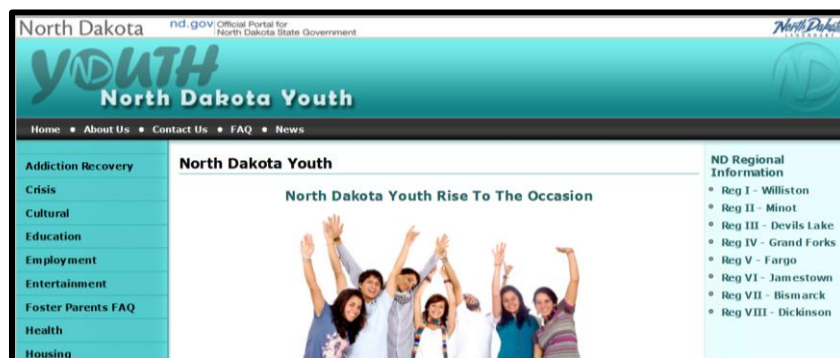 North Dakota
nd.gov Official Portal for
North Dakota State Government
North Dakota
LEGENDARY
YOUTH
ND
North Dakota Youth
Home • About Us • Contact Us • FAQ • News
Addiction Recovery
Crisis
Cultural
Education
Employment
Entertainment
Foster Parents FAQ
Health
Housing
North Dakota Youth
North Dakota Youth Rise To The Occasion
ND Regional
Information
Reg I - Williston
Reg II - Minot
Reg III - Devils Lake
Reg IV - Grand Forks
Reg V - Fargo
Reg VI - Jamestown
Reg VII - Bismarck
Reg VIII - Dickinson